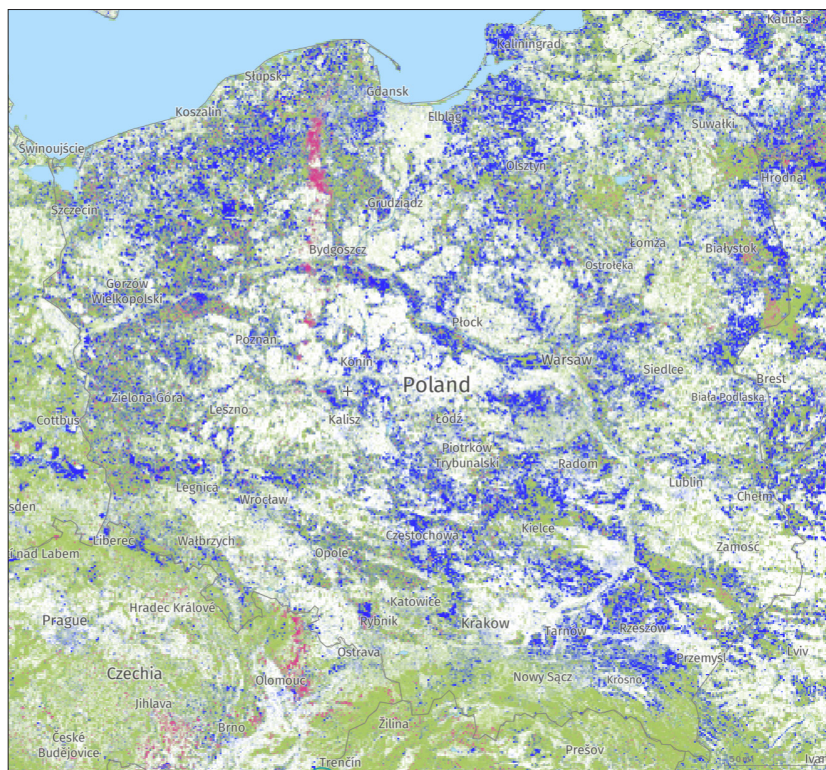 Kaunas
Kaliningrad
Słupsk
Gdansk
Koszalin
Elbląg
Suwałki
Świnoujście
Olsztyn
Hrodna
Szczecin
Grudziądz
Bydgoszcz
Łomża
Białystok
Ostrołęka
Gorzów
Wielkopolski
Płock
Poznań
Konin
Warsaw
Siedlce
Poland
Brest
Zielona Góra
Leszno
Biała Podlaska
Cottbus
Kalisz
Łódź
Piotrków
Trybunalski
Radom
Legnica
Lublin
Wrocław
Chełm
sden
Kielce
Liberec
Wałbrzych
Częstochowa
Zamość
i nad Labem
Opole
Katowice
Hradec Králové
Prague
Rybnik
Kraków
Tarnów
Rzeszów
Ostrava
Przemyśl
Lviv
Czechia
Olomouc
Nowy Sącz
Krosno
Jihlava
Brno
Žilina
České
Budějovice
Prešov
Trenčín
Ivan